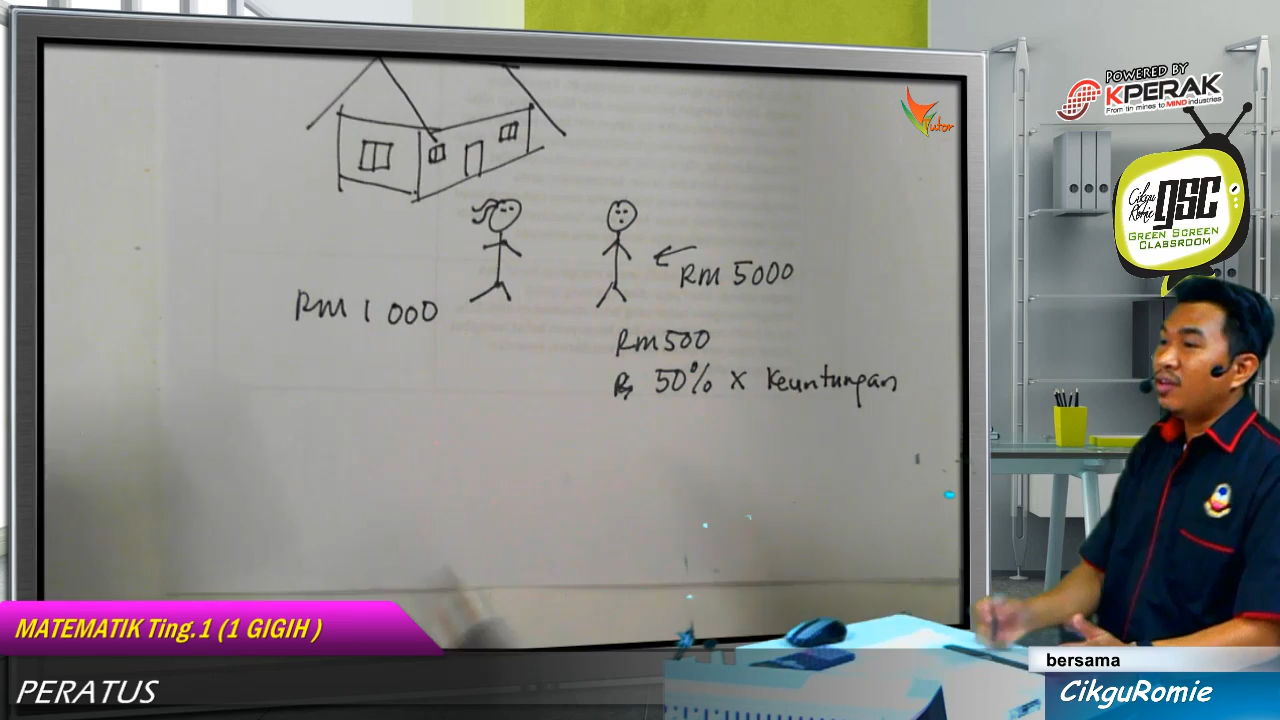 POWERED BY
KPERAK
From tin mines to MIND industries
Tutor
Cikgu
Romie
GSC
GREEN SCREEN
CLASSROOM
RM 5000
RM 1 000
RM500
50% × Keuntungan
MATEMATIK Ting.1 (1 GIGIH )
PERATUS
bersama
CikguRomie